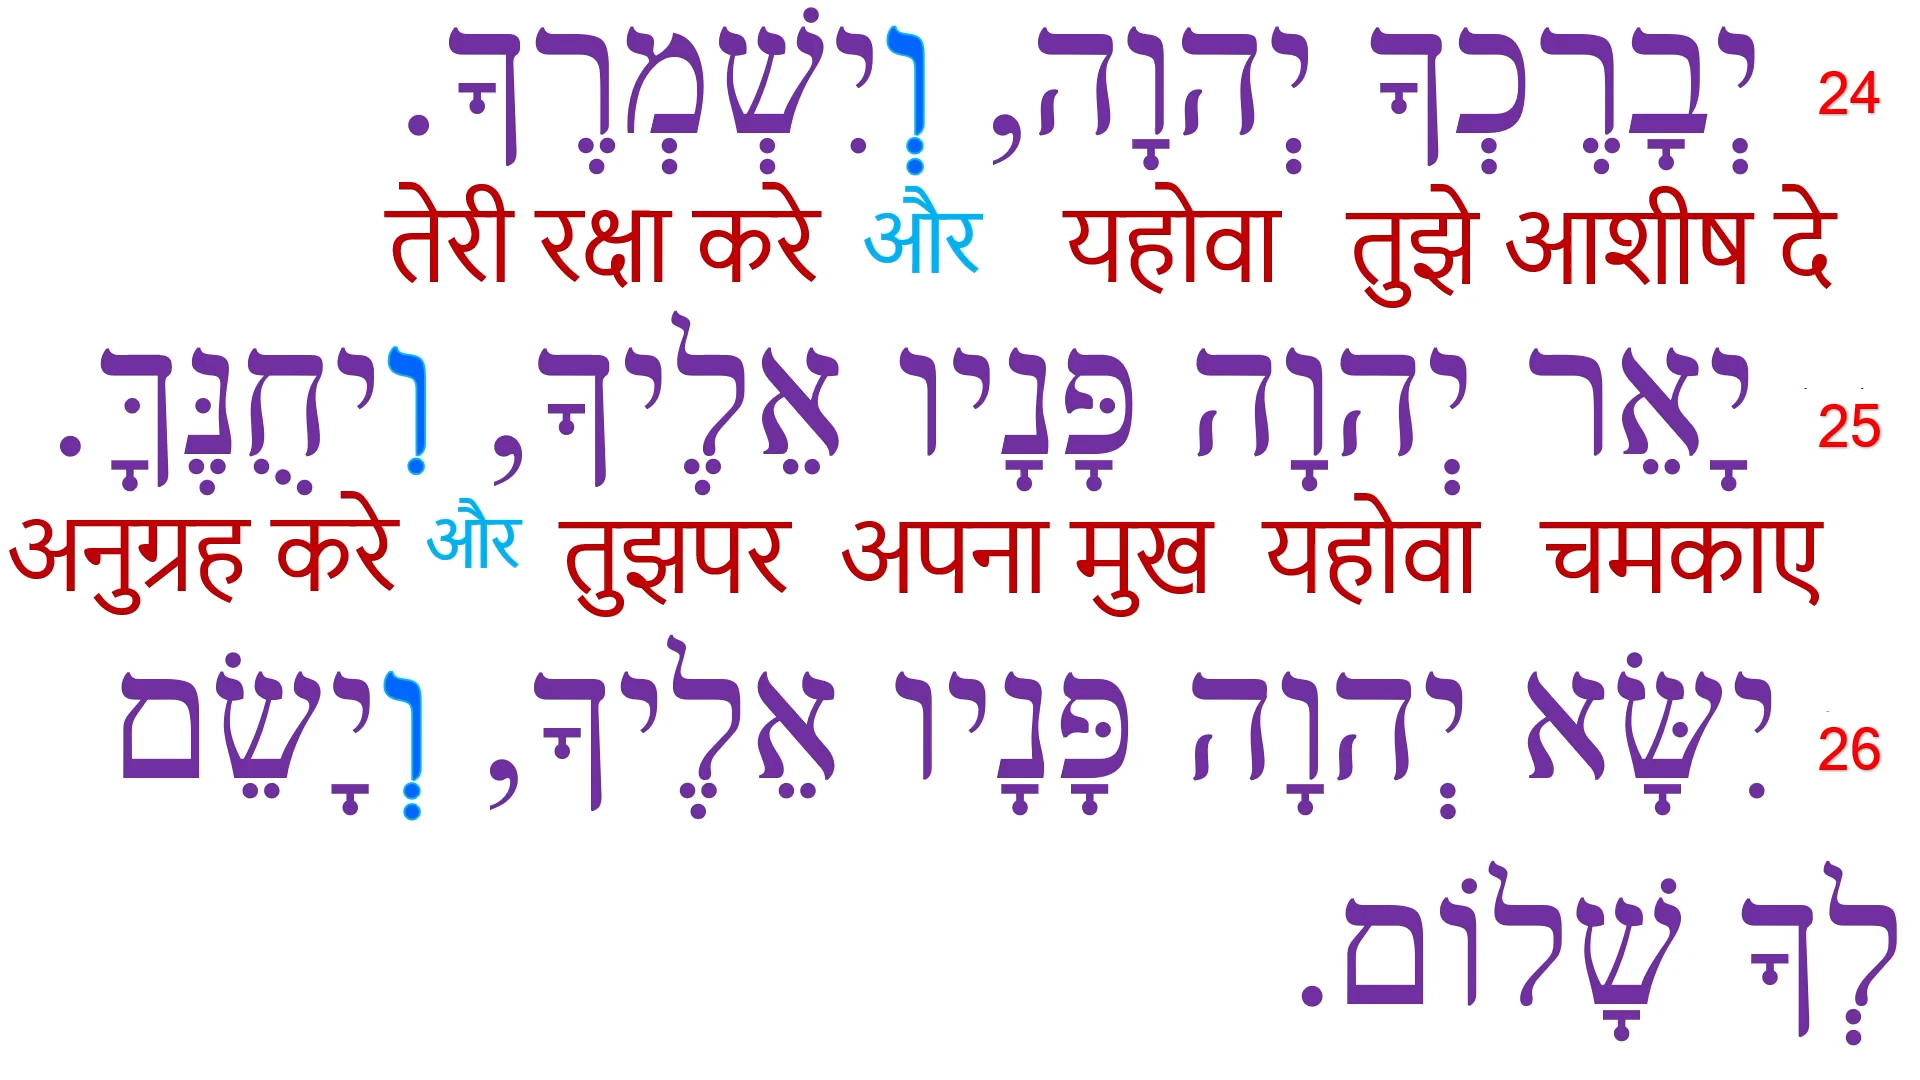 24 יְבָרֶכְךָ יְהוָה, וְיִשְׁמְרֶךָ.
तेरी रक्षा करे और यहोवा तुझे आशीष दे
25 יָאֵר יְהוָה פָּנָיו אֵלֶיךָ, וִיחֻנֶּךָּ.
अनुग्रह करे और तुझपर अपना मुख यहोवा चमकाए
26 יִשָּׂא יְהוָה פָּנָיו אֵלֶיךָ, וְיָשֵׂם
לְךָ שָׁלוֹם.